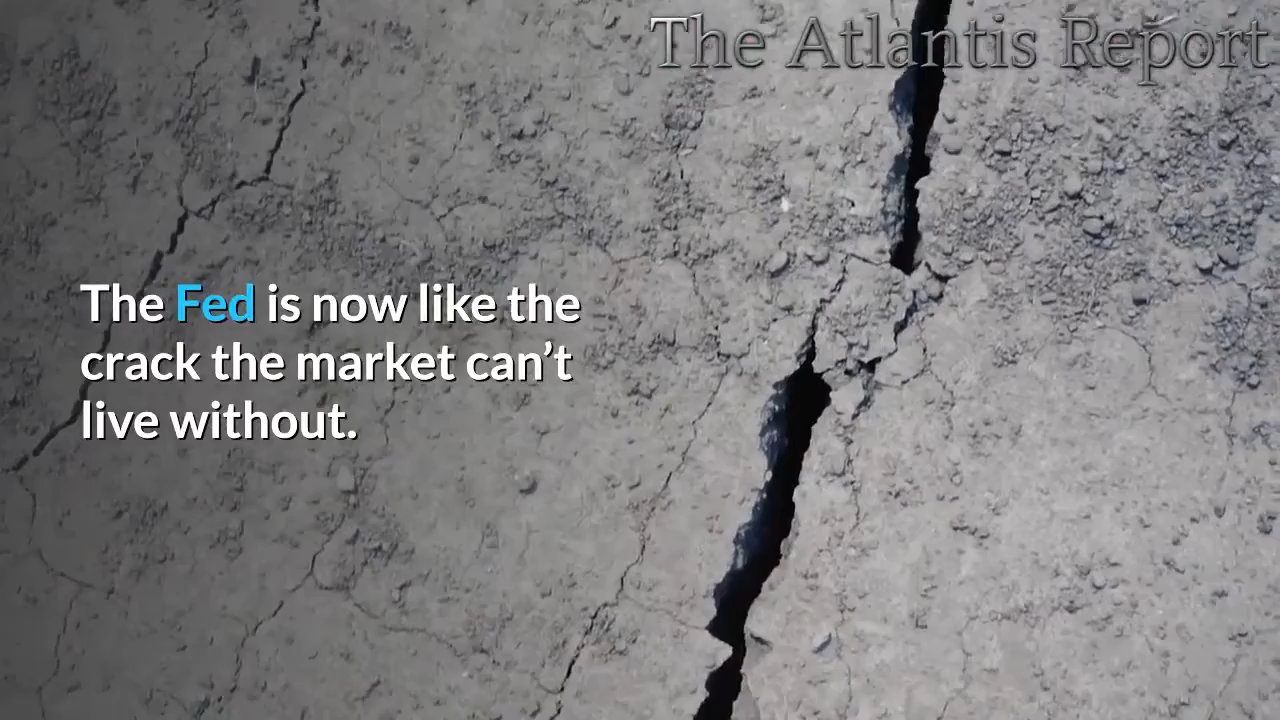 The Atlantis Report
The Fed is now like the
crack the market can’t
live without.